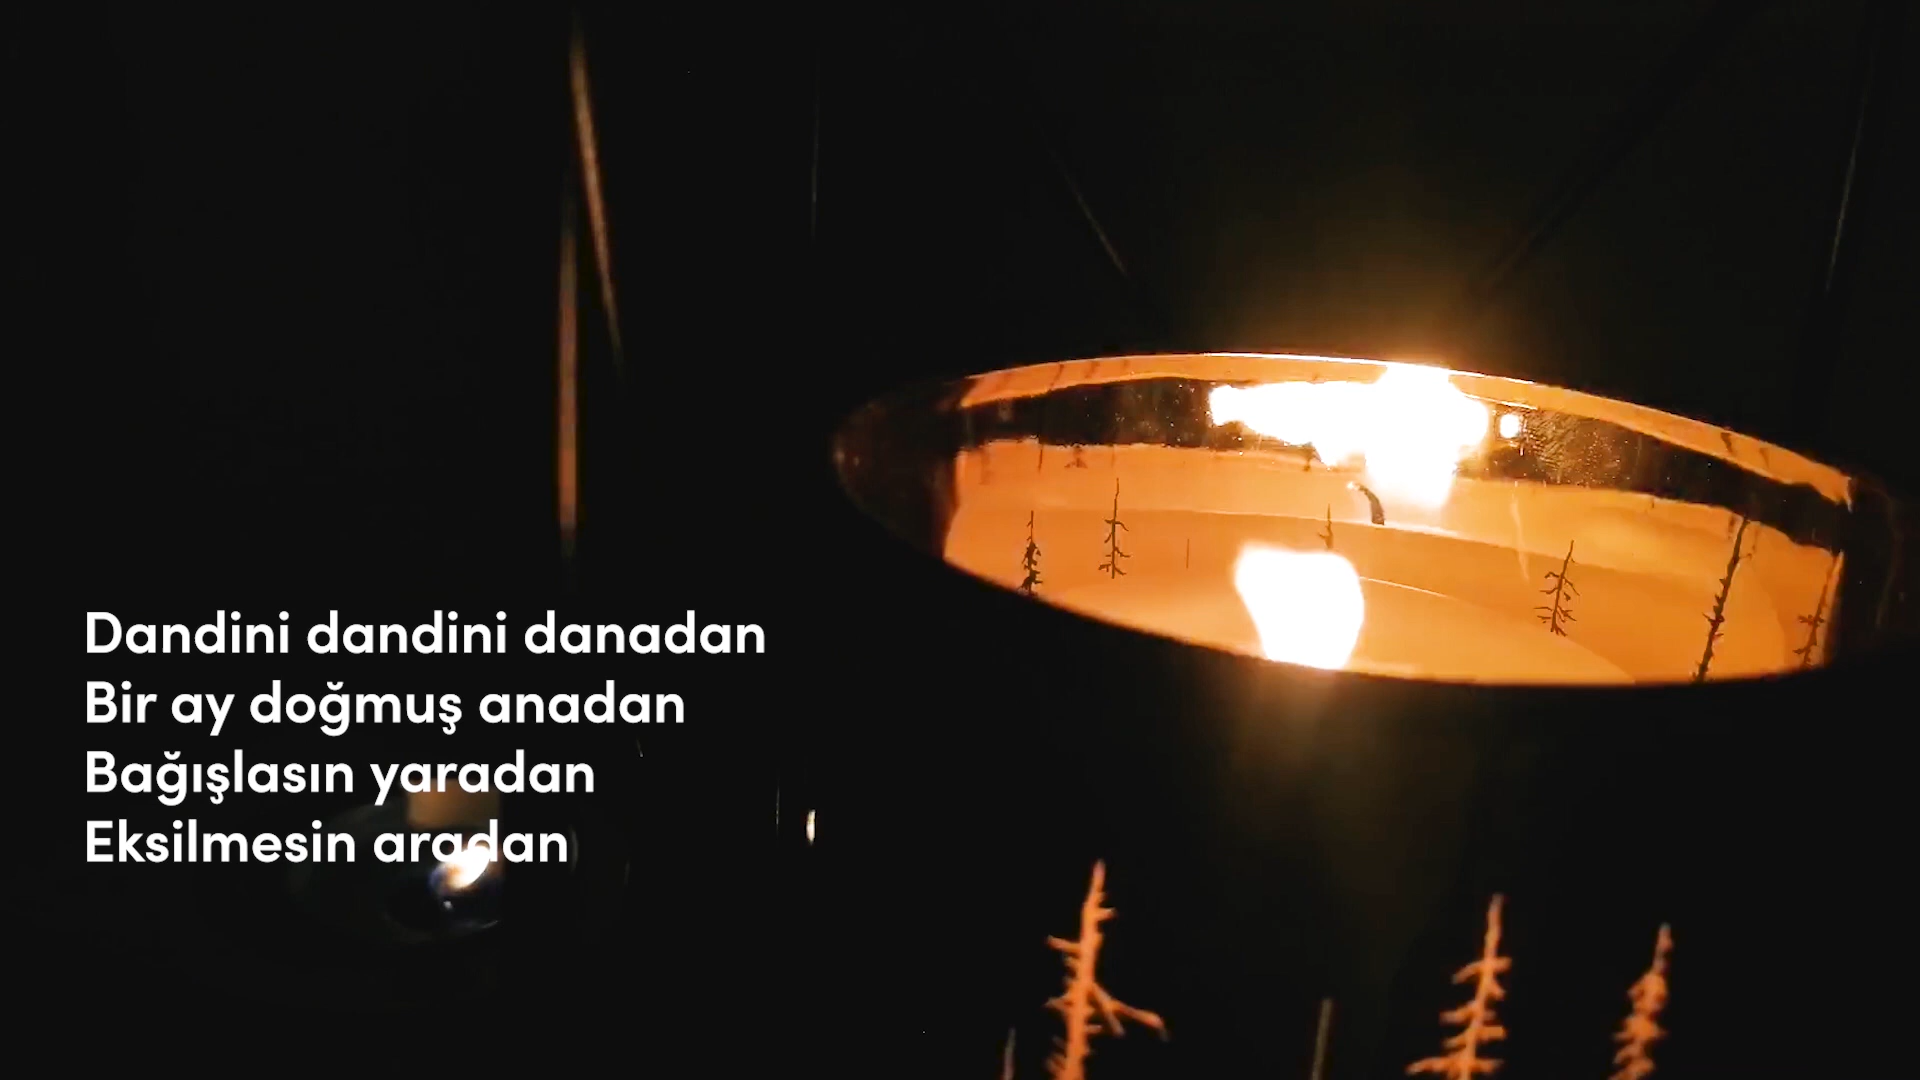 Dandini dandini danadan
Bir ay doğmuş anadan
Bağışlasın yaradan
Eksilmesin aradan